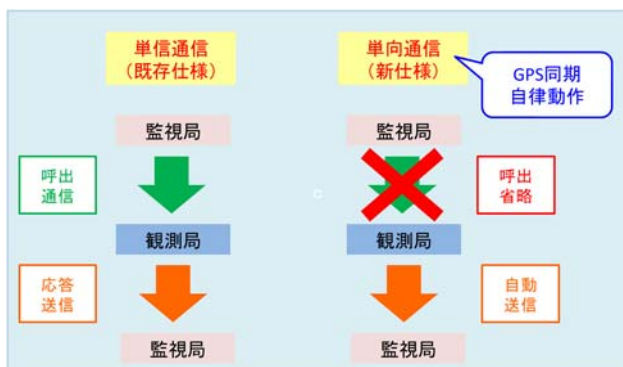 単信通信
（既存仕様）
単向通信
（新仕様）
GPS同期
自律動作
監視局
監視局
呼出
通信
呼出
省略
観測局
観測局
応答
送信
自動
送信
監視局
監視局